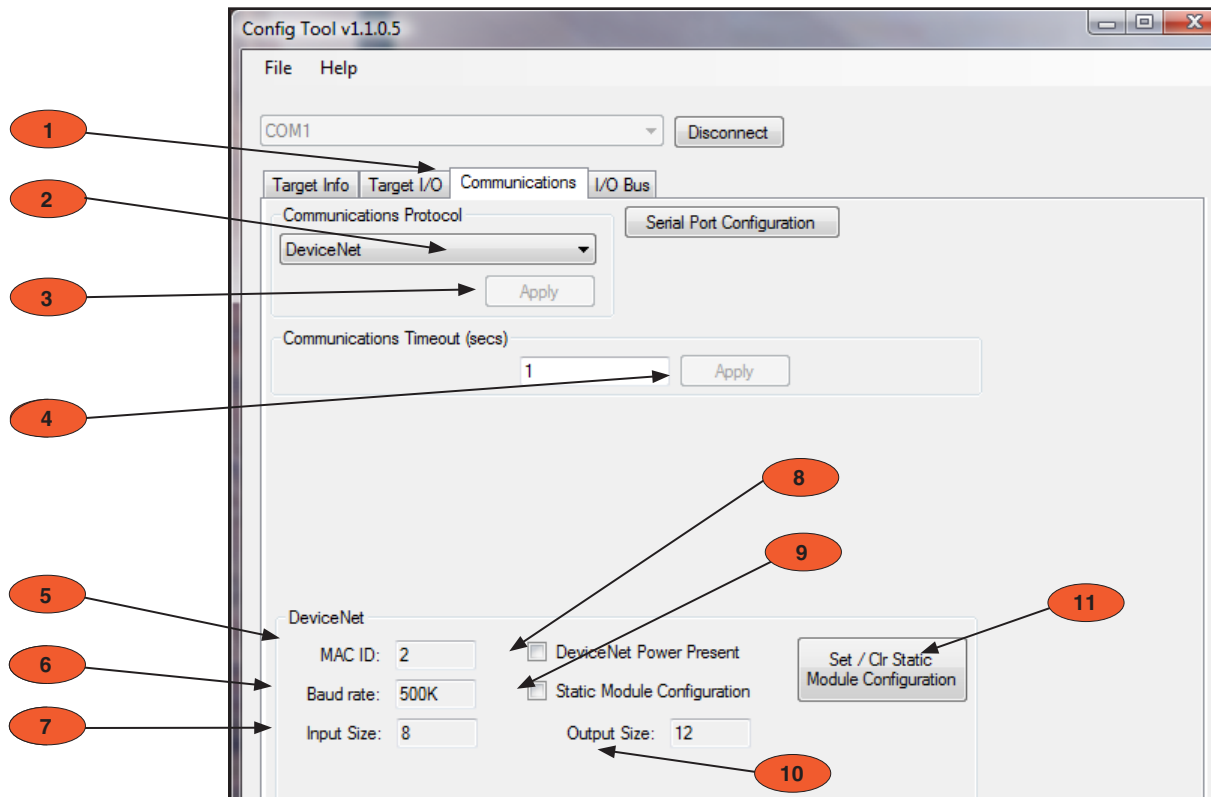 Config Tool v1.1.0.5
File Help
1
COM1 Disconnect
Target Info Target I/O Communications I/O Bus
2
Communications Protocol Serial Port Configuration
DeviceNet
3
Apply
Communications Timeout (secs)
1 Apply
4
8
9
5
11
DeviceNet
MAC ID: 2 DeviceNet Power Present Set / Clr Static
Module Configuration
6
Baud rate: 500K Static Module Configuration
7
Input Size: 8 Output Size: 12
10